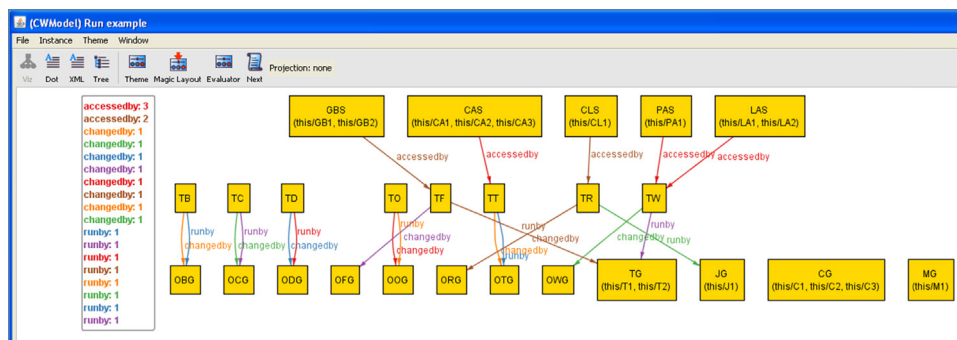 (CWModel) Run example
File Instance Theme Window
Viz Dot XML Tree Theme Magic Layout Evaluator Next Projection: none
accessedby: 3
accessedby: 2
changedby: 1
changedby: 1
changedby: 1
changedby: 1
changedby: 1
changedby: 1
changedby: 1
changedby: 1
runby: 1
runby: 1
runby: 1
runby: 1
runby: 1
runby: 1
runby: 1
runby: 1
GBS
(this/GB1, this/GB2)
CAS
(this/CA1, this/CA2, this/CA3)
CLS
(this/CL1)
PAS
(this/PA1)
LAS
(this/LA1, this/LA2)
accessedby accessedby accessedby accessedby accessedby
TB TC TD TO TF TT TR TW
runby runby runby runby changedby runby changedby changedby runby runby
changedby changedby changedby changedby changedby
OBG OCG ODG OFG OOG ORG OTG OWG
TG
(this/T1, this/T2)
JG
(this/J1)
CG
(this/C1, this/C2, this/C3)
MG
(this/M1)